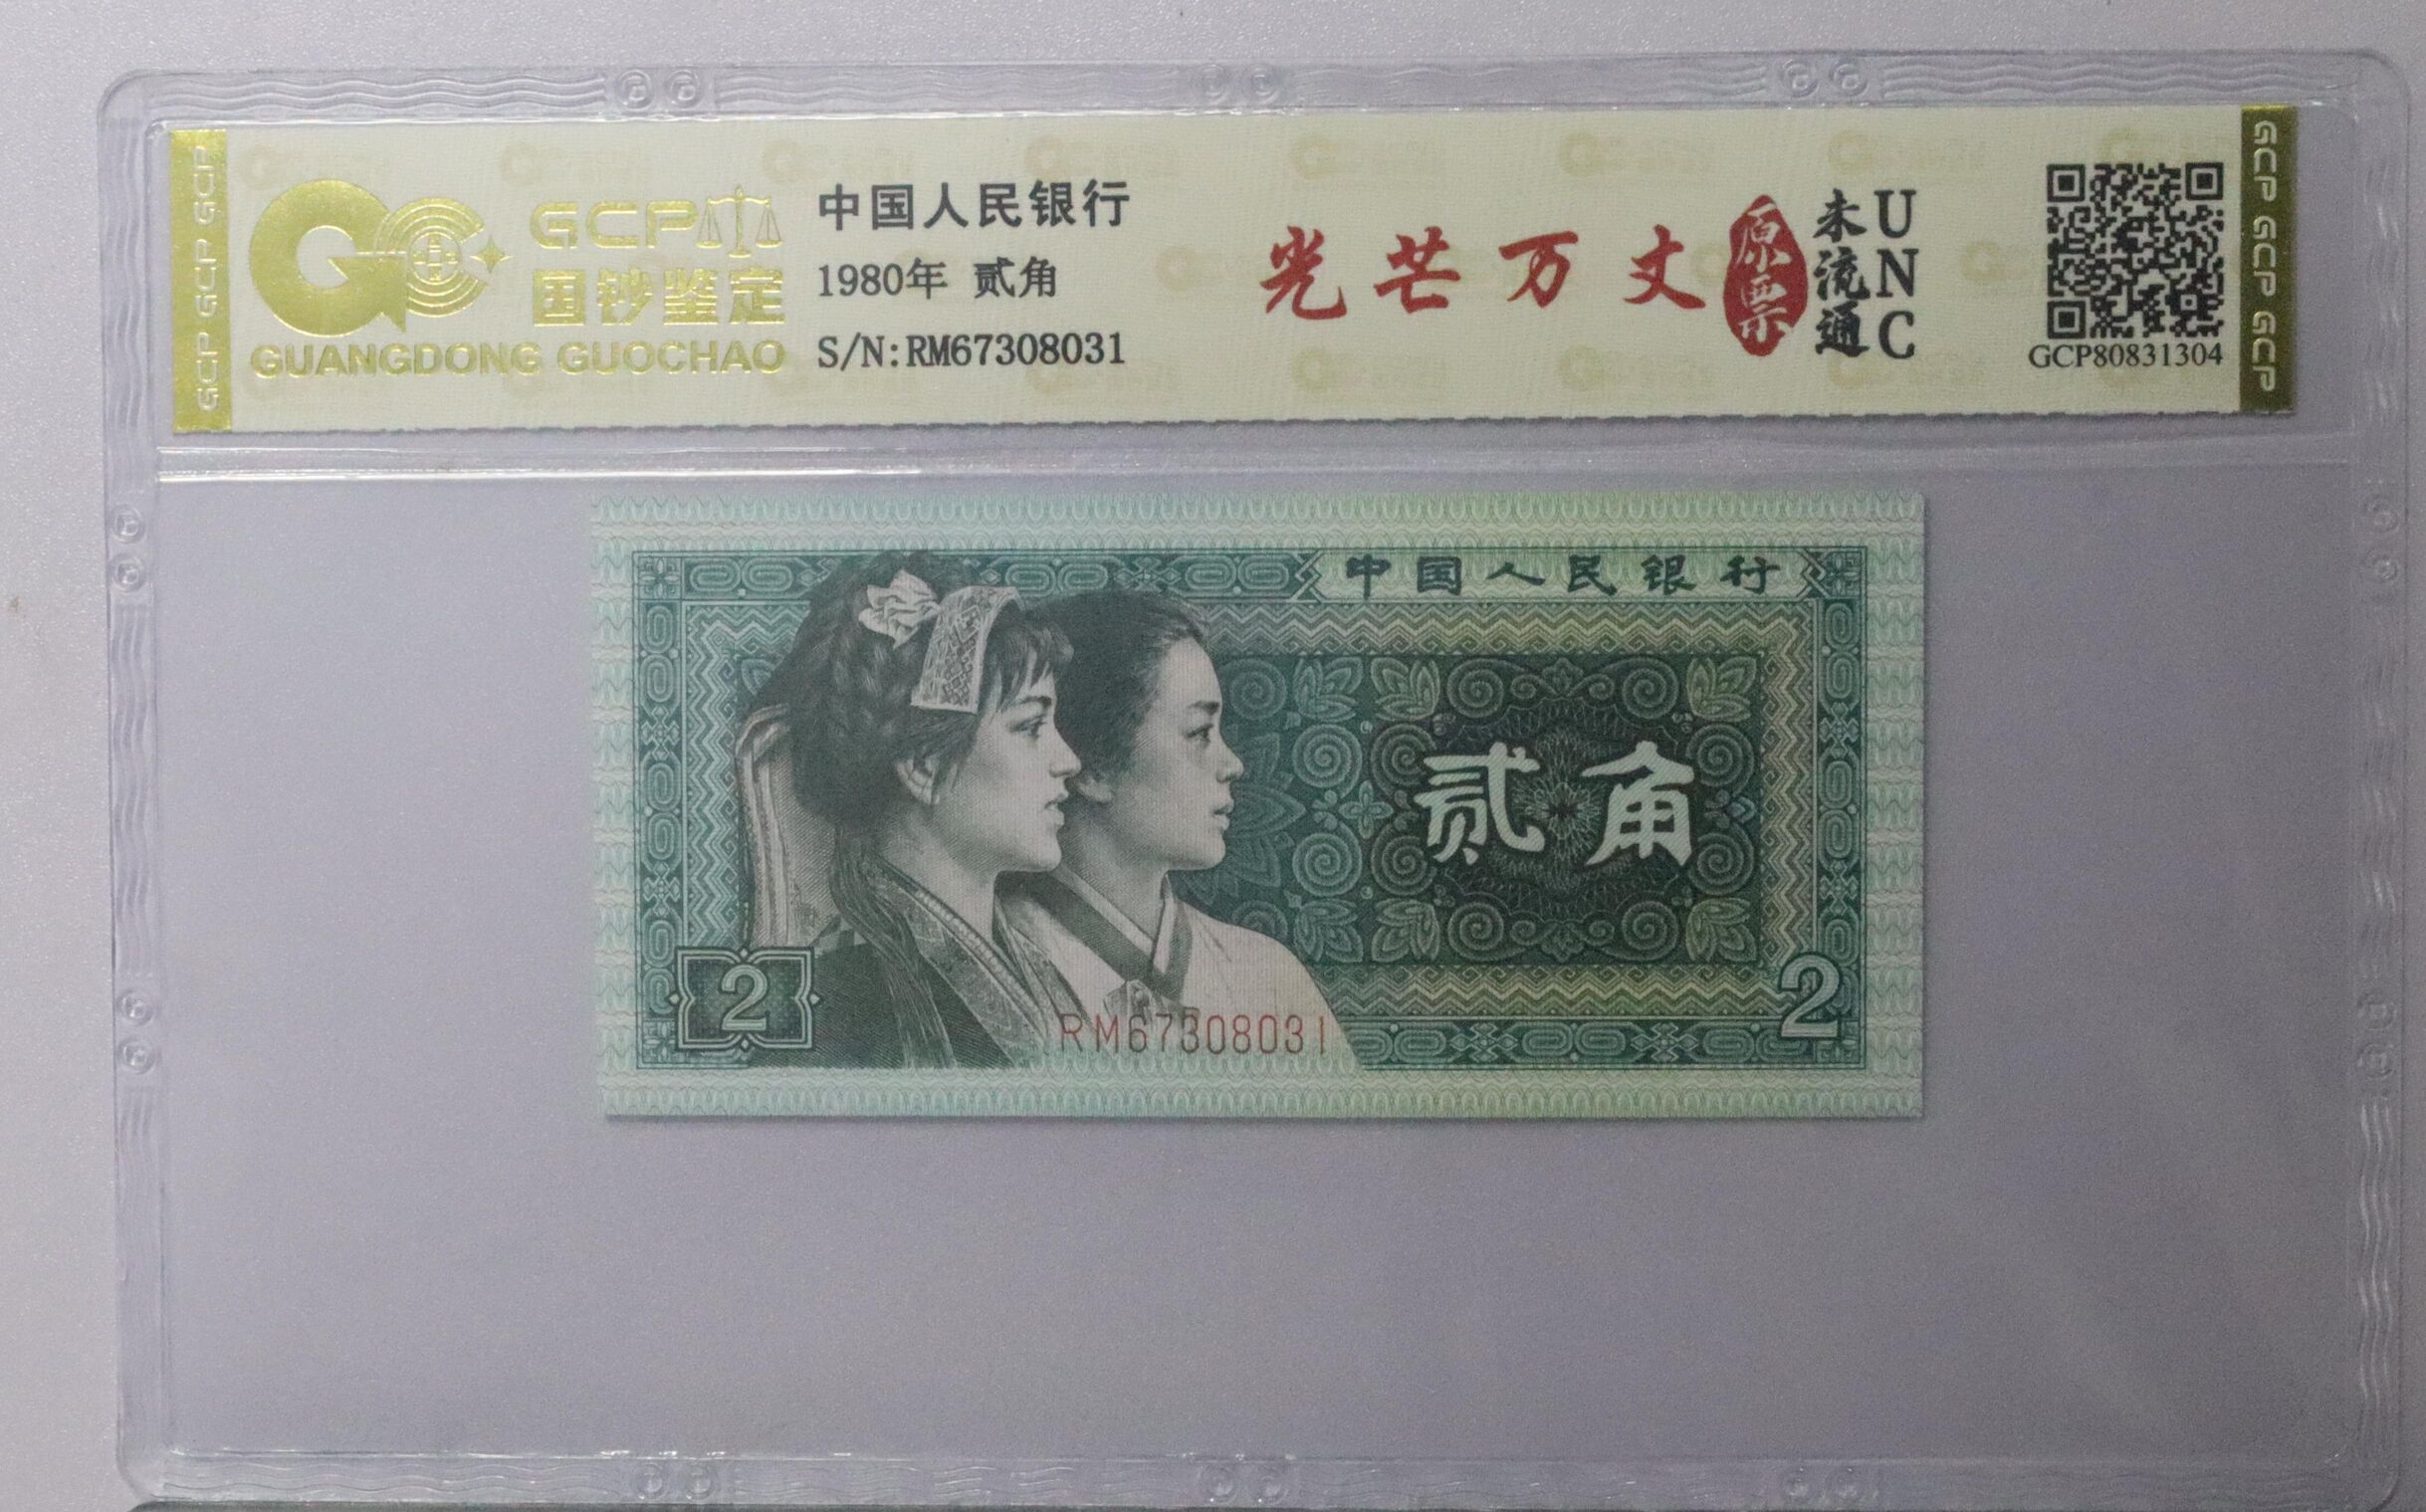 GCP GCP GCP
GCP
国钞鉴定
GUANGDONG GUOCHAO
中国人民银行
1980年 贰角
S/N:RM67308031
光芒万丈
原票
未流通
UNC
GCP80831304
GCP GCP GCP
中国人民银行
贰角
2
RM67308031
2